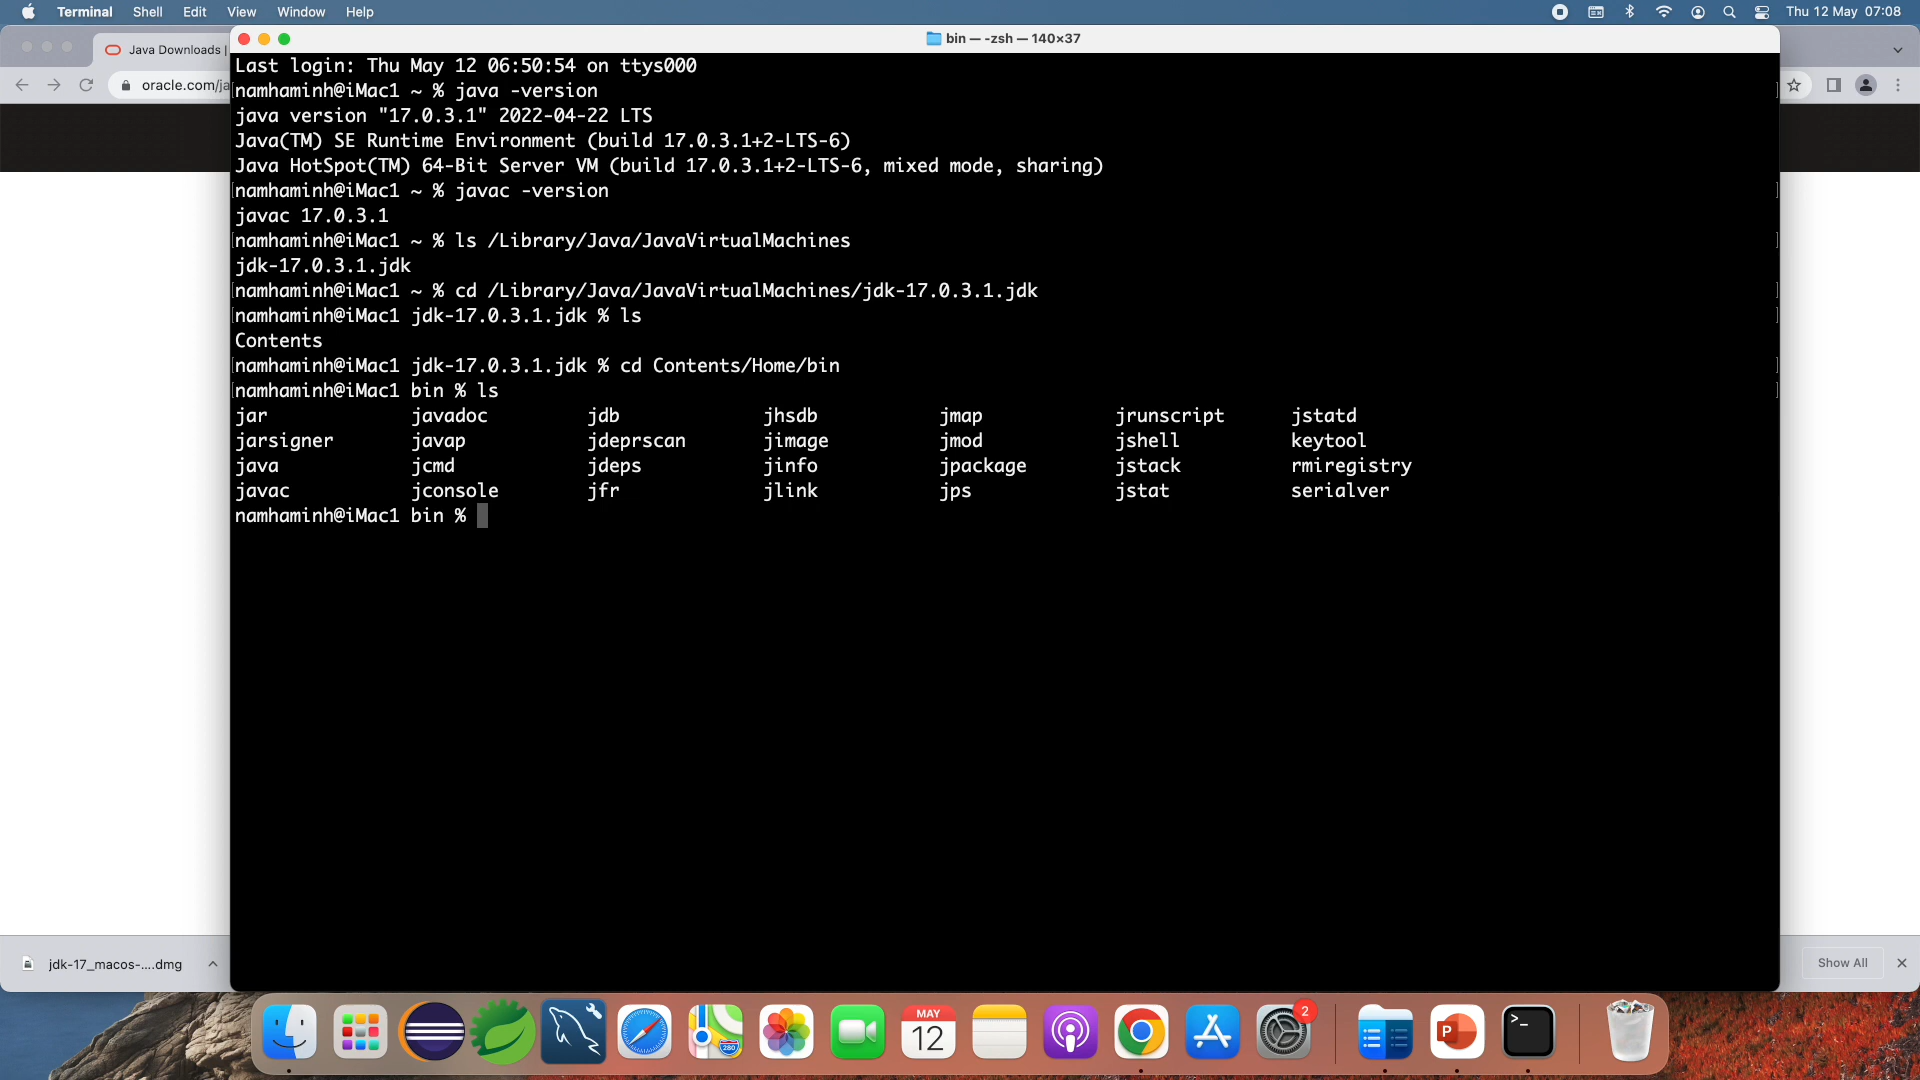 Terminal Shell Edit View Window Help Thu 12 May 07:08
Java Downloads |
bin — -zsh — 140×37
oracle.com/ja
Last login: Thu May 12 06:50:54 on ttys000
namhaminh@iMac1 ~ % java -version
java version "17.0.3.1" 2022-04-22 LTS
Java(TM) SE Runtime Environment (build 17.0.3.1+2-LTS-6)
Java HotSpot(TM) 64-Bit Server VM (build 17.0.3.1+2-LTS-6, mixed mode, sharing)
namhaminh@iMac1 ~ % javac -version
javac 17.0.3.1
namhaminh@iMac1 ~ % ls /Library/Java/JavaVirtualMachines
jdk-17.0.3.1.jdk
namhaminh@iMac1 ~ % cd /Library/Java/JavaVirtualMachines/jdk-17.0.3.1.jdk
namhaminh@iMac1 jdk-17.0.3.1.jdk % ls
Contents
namhaminh@iMac1 jdk-17.0.3.1.jdk % cd Contents/Home/bin
namhaminh@iMac1 bin % ls
jar javadoc jdb jhsdb jmap jrunscript jstatd
jarsigner javap jdeprscan jimage jmod jshell keytool
java jcmd jdeps jinfo jpackage jstack rmiregistry
javac jconsole jfr jlink jps jstat serialver
namhaminh@iMac1 bin %
jdk-17_macos-....dmg
Show All
MAY
12
280
2
P
>_